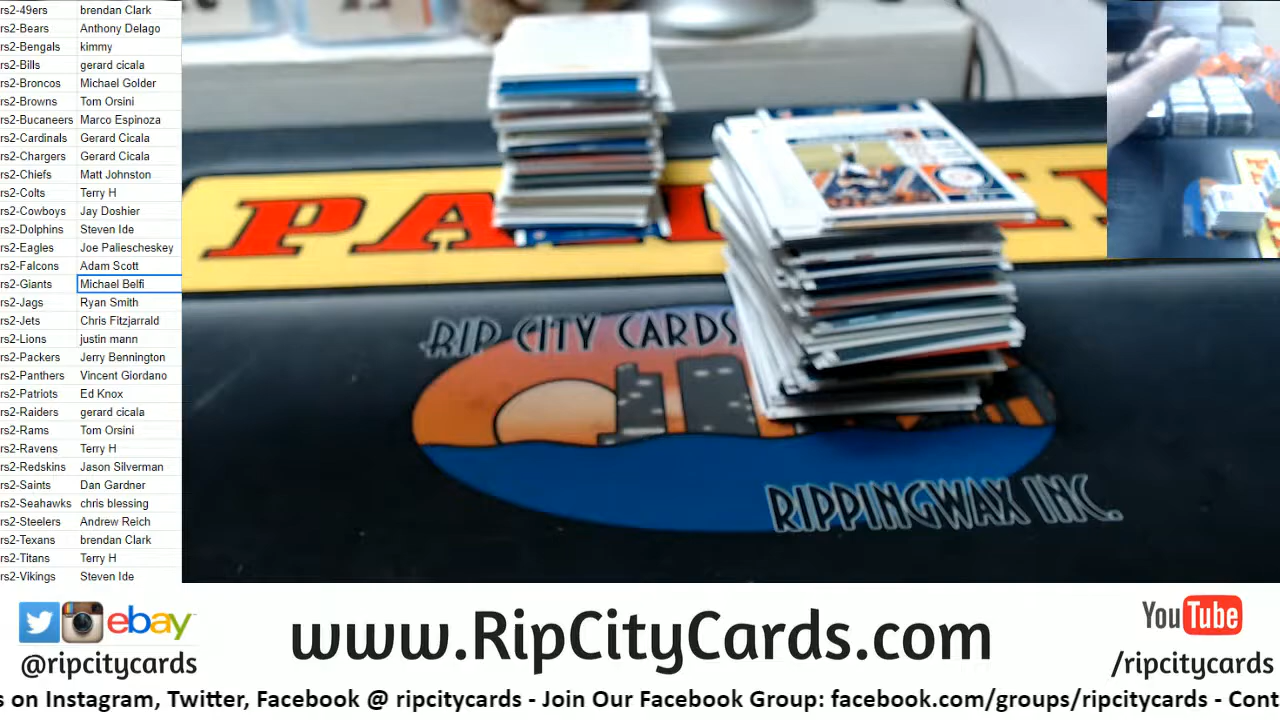 rs2-49ers brendan Clark
rs2-Bears Anthony Delago
rs2-Bengals kimmy
rs2-Bills gerard cicala
rs2-Broncos Michael Golder
rs2-Browns Tom Orsini
rs2-Bucaneers Marco Espinoza
rs2-Cardinals Gerard Cicala
rs2-Chargers Gerard Cicala
rs2-Chiefs Matt Johnston
rs2-Colts Terry H
rs2-Cowboys Jay Doshier
rs2-Dolphins Steven Ide
rs2-Eagles Joe Paliescheskey
rs2-Falcons Adam Scott
rs2-Giants Michael Belfi
rs2-Jags Ryan Smith
rs2-Jets Chris Fitzjarrald
rs2-Lions justin mann
rs2-Packers Jerry Bennington
rs2-Panthers Vincent Giordano
rs2-Patriots Ed Knox
rs2-Raiders gerard cicala
rs2-Rams Tom Orsini
rs2-Ravens Terry H
rs2-Redskins Jason Silverman
rs2-Saints Dan Gardner
rs2-Seahawks chris blessing
rs2-Steelers Andrew Reich
rs2-Texans brendan Clark
rs2-Titans Terry H
rs2-Vikings Steven Ide
RIP CITY CARDS
RIPPINGWAX INC.
ebay
@ripcitycards
www.RipCityCards.com
YouTube
/ripcitycards
s on Instagram, Twitter, Facebook @ ripcitycards - Join Our Facebook Group: facebook.com/groups/ripcitycards - Cont